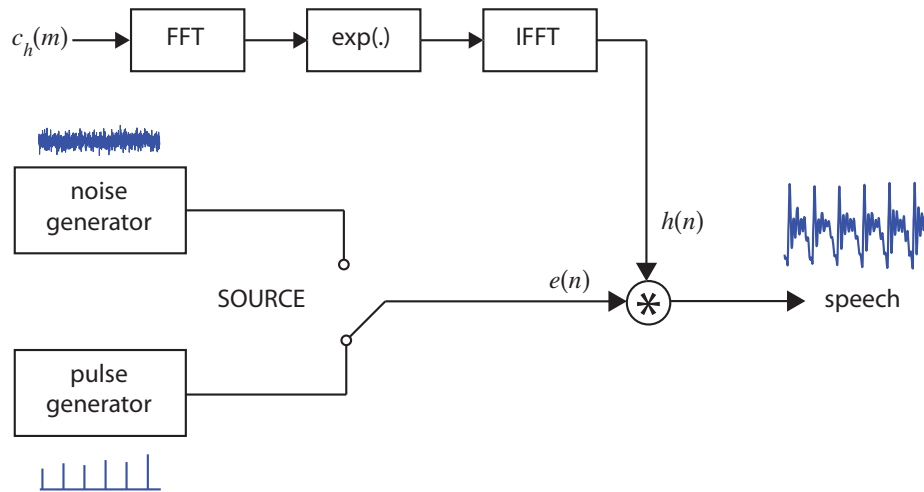 c_h(m)
FFT
exp(.)
IFFT
noise
generator
h(n)
SOURCE
e(n)
*
speech
pulse
generator